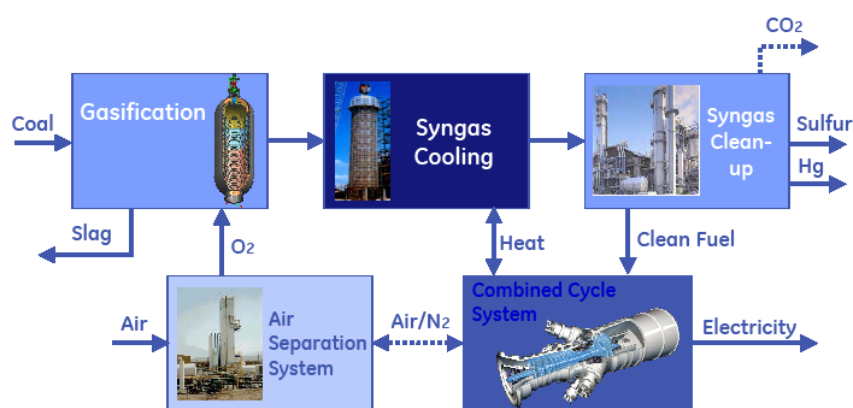 CO2
Coal
Gasification
Syngas
Cooling
Syngas
Clean-
up
Sulfur
Hg
Slag
O2
Heat
Clean Fuel
Air
Air
Separation
System
Air/N2
Combined Cycle
System
Electricity